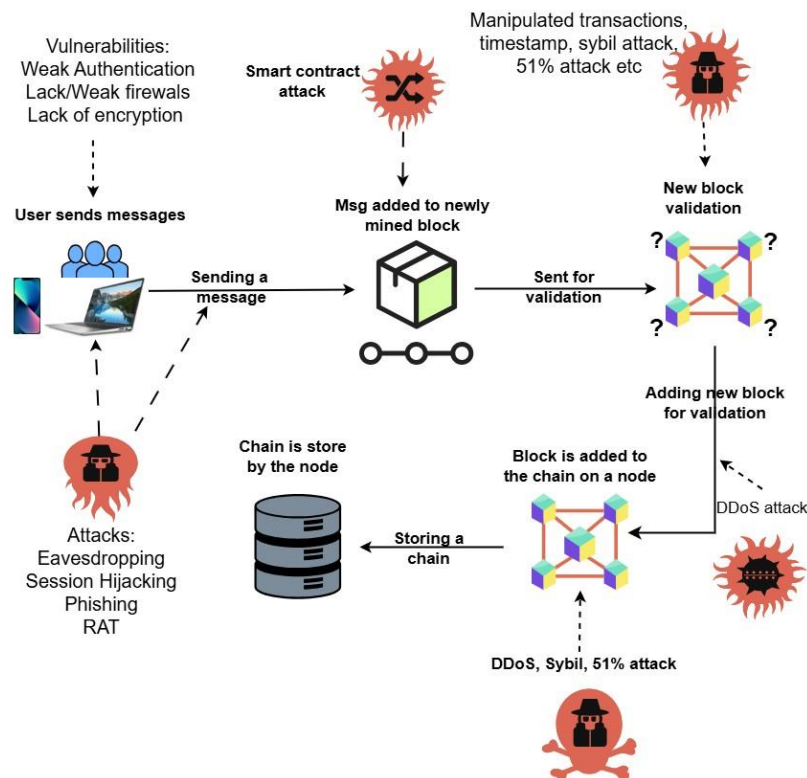 Vulnerabilities:
Weak Authentication
Lack/Weak firewals
Lack of encryption
Smart contract
attack
Manipulated transactions,
timestamp, sybil attack,
51% attack etc
User sends messages
Msg added to newly
mined block
New block
validation
Sending a
message
Sent for
validation
?
?
?
?
Adding new block
for validation
Chain is store
by the node
Block is added to
the chain on a node
DDoS attack
Storing a
chain
Attacks:
Eavesdropping
Session Hijacking
Phishing
RAT
DDoS, Sybil, 51% attack